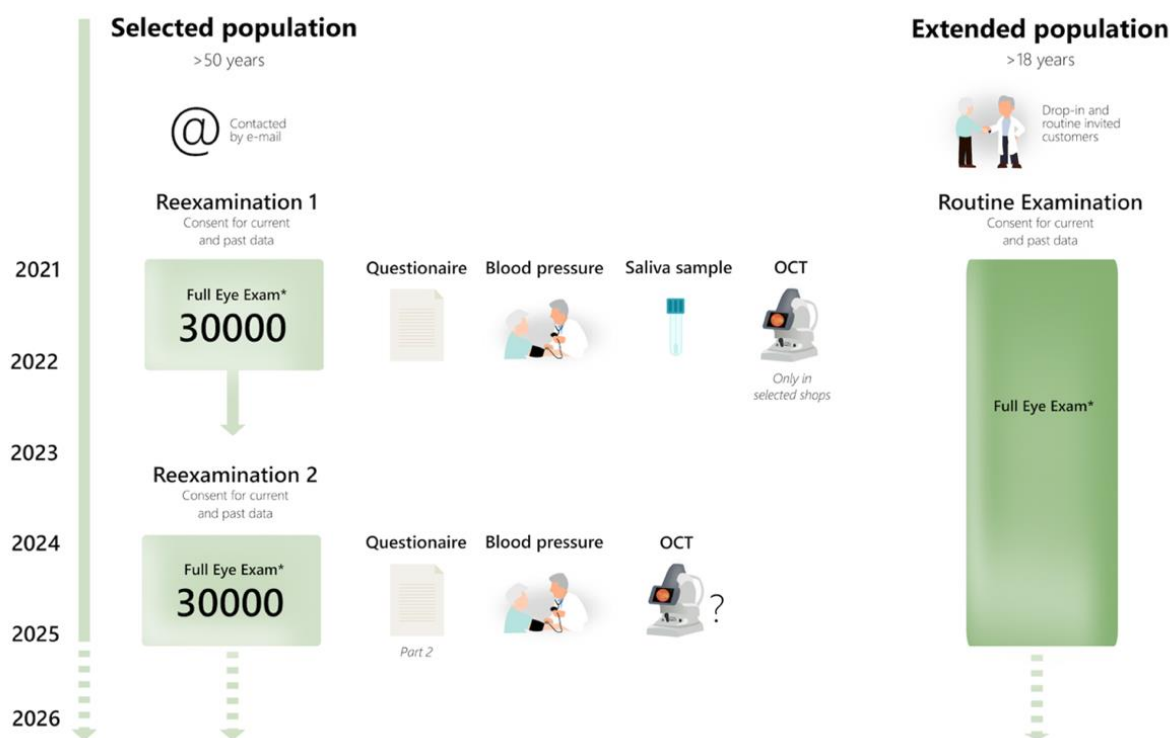 Selected population
>50 years
@
Contacted
by e-mail
Extended population
>18 years
Drop-in and
routine invited
customers
Reexamination 1
Consent for current
and past data
Routine Examination
Consent for current
and past data
2021
Full Eye Exam*
30000
Questionaire
Blood pressure
Saliva sample
OCT
Only in
selected shops
2022
Full Eye Exam*
2023
Reexamination 2
Consent for current
and past data
2024
Full Eye Exam*
30000
Questionaire
Part 2
Blood pressure
OCT
?
2025
2026